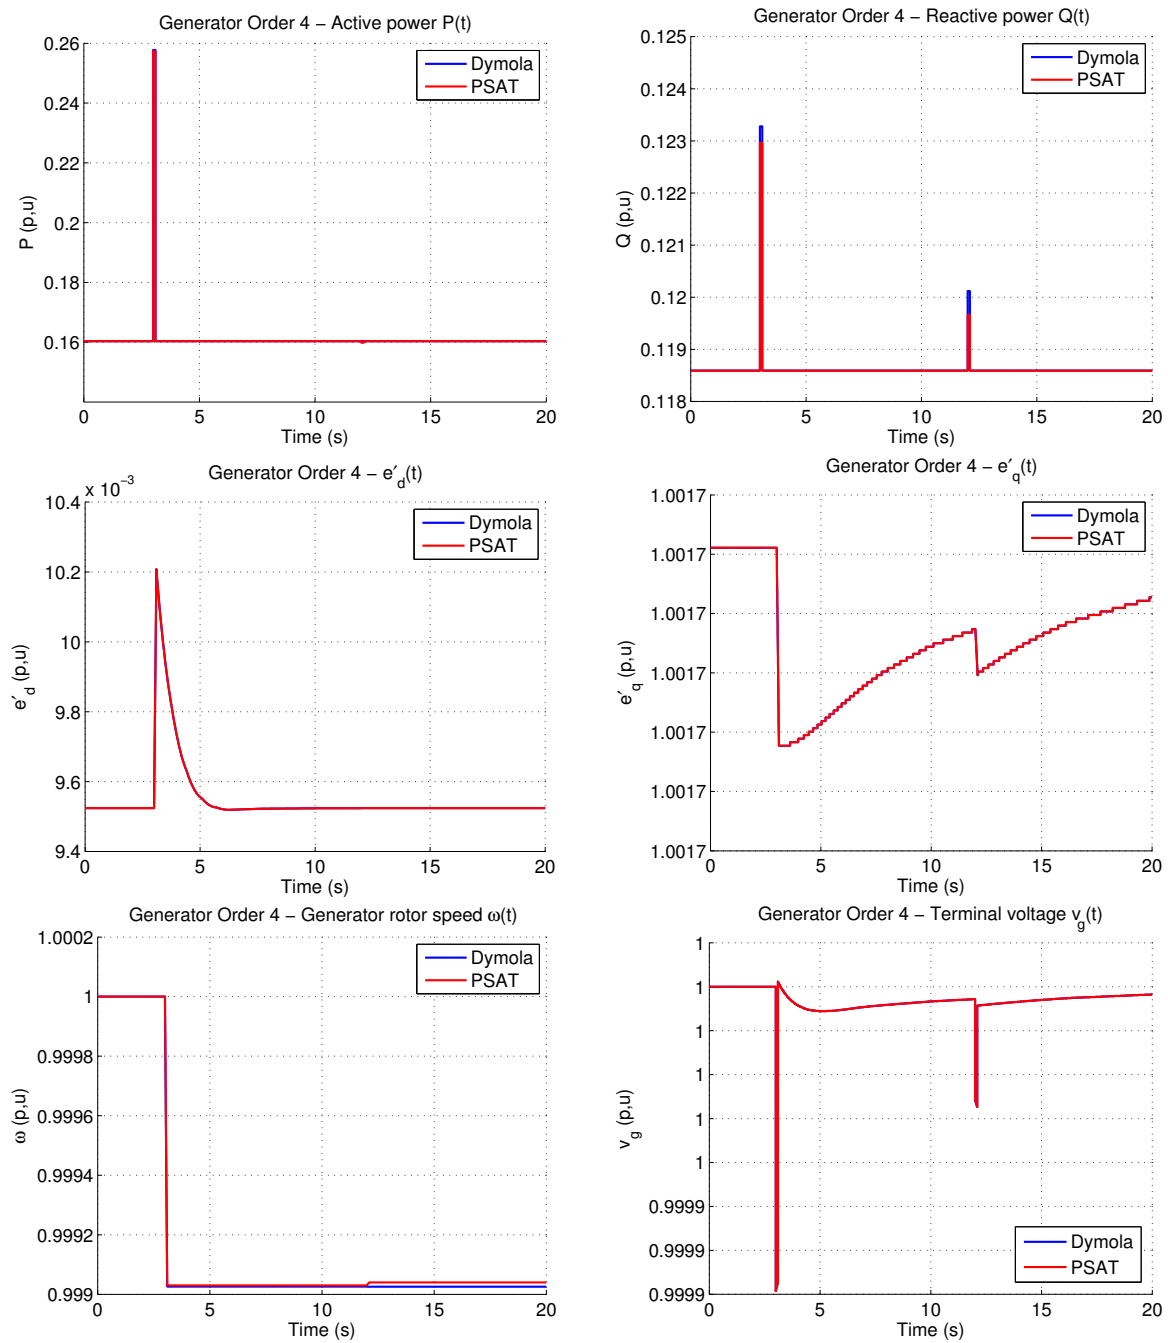 Generator Order 4 − Active power P(t)
0.26
0.24
0.22
0.2
0.18
0.16
P (p,u)
Dymola
PSAT
0 5 10 15 20
Time (s)
Generator Order 4 − Reactive power Q(t)
0.125
0.124
0.123
0.122
0.121
0.12
0.119
0.118
Q (p,u)
Dymola
PSAT
0 5 10 15 20
Time (s)
Generator Order 4 − e′_d(t)
x 10⁻³
10.4
10.2
10
9.8
9.6
9.4
e′_d (p,u)
Dymola
PSAT
0 5 10 15 20
Time (s)
Generator Order 4 − e′_q(t)
1.0017
1.0017
1.0017
1.0017
1.0017
1.0017
1.0017
e′_q (p,u)
Dymola
PSAT
0 5 10 15 20
Time (s)
Generator Order 4 − Generator rotor speed ω(t)
1.0002
1
0.9998
0.9996
0.9994
0.9992
0.999
ω (p,u)
Dymola
PSAT
0 5 10 15 20
Time (s)
Generator Order 4 − Terminal voltage v_g(t)
1
1
1
1
1
1
0.9999
0.9999
0.9999
v_g (p,u)
Dymola
PSAT
0 5 10 15 20
Time (s)